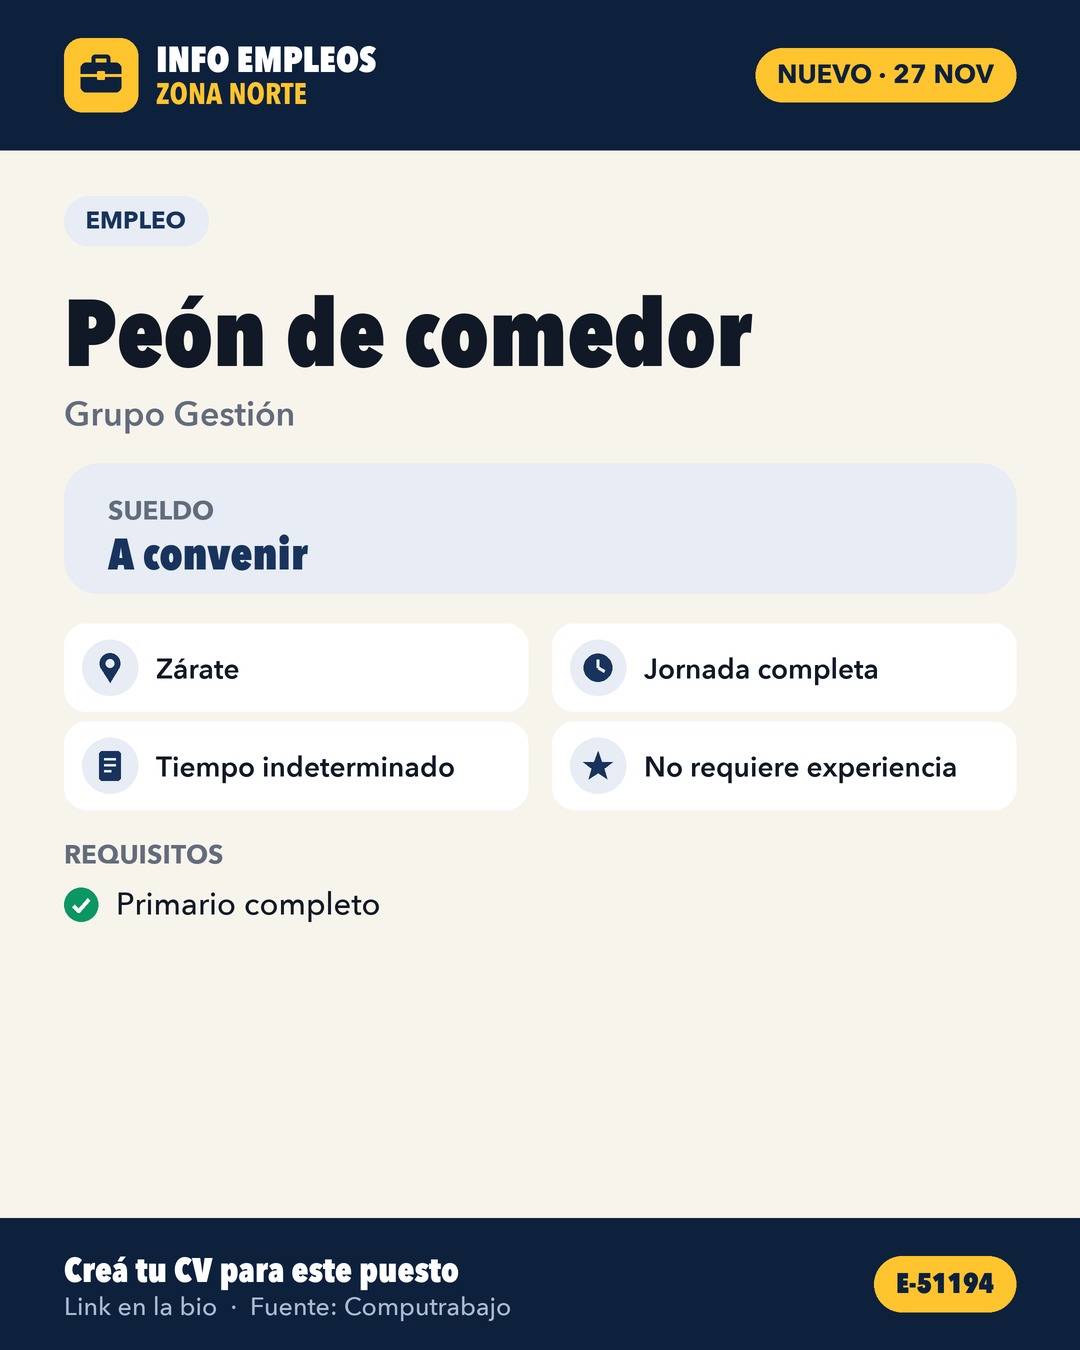 INFO EMPLEOS
ZONA NORTE
NUEVO · 27 NOV
EMPLEO
Peón de comedor
Grupo Gestión
SUELDO
A convenir
Zárate
Jornada completa
Tiempo indeterminado
No requiere experiencia
REQUISITOS
Primario completo
Creá tu CV para este puesto
Link en la bio · Fuente: Computrabajo
E-51194